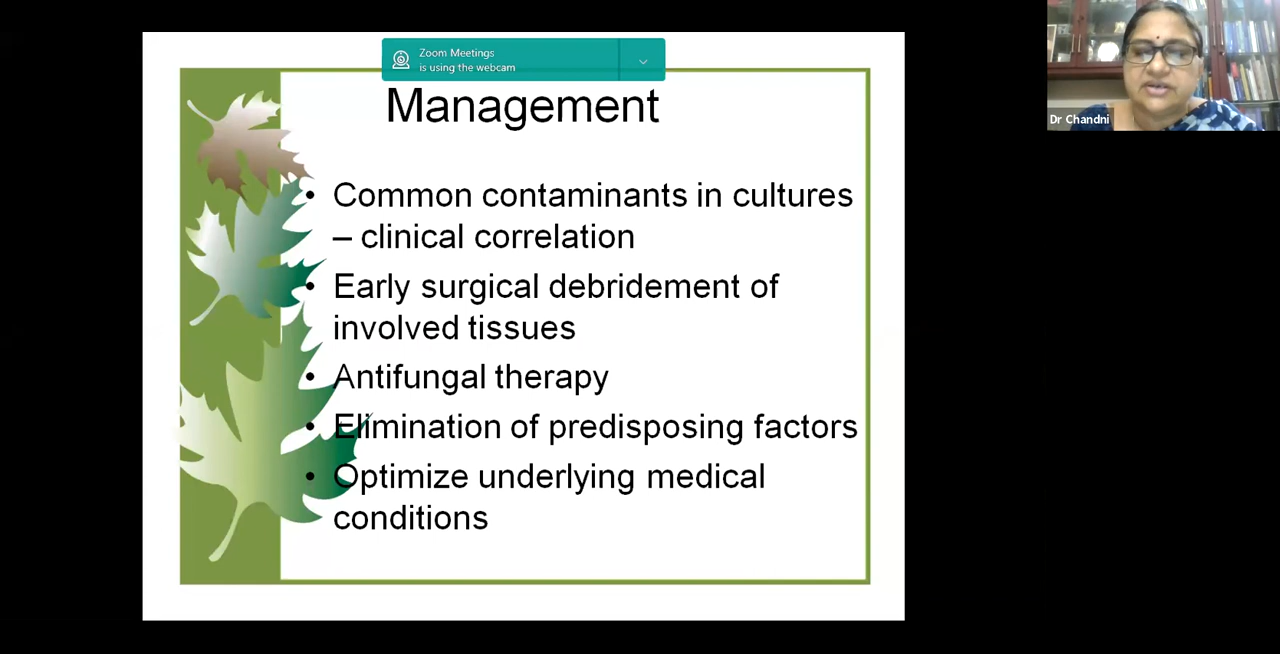 Zoom Meetings
is using the webcam
Management
• Common contaminants in cultures
– clinical correlation
• Early surgical debridement of
involved tissues
• Antifungal therapy
• Elimination of predisposing factors
• Optimize underlying medical
conditions
Dr Chandni